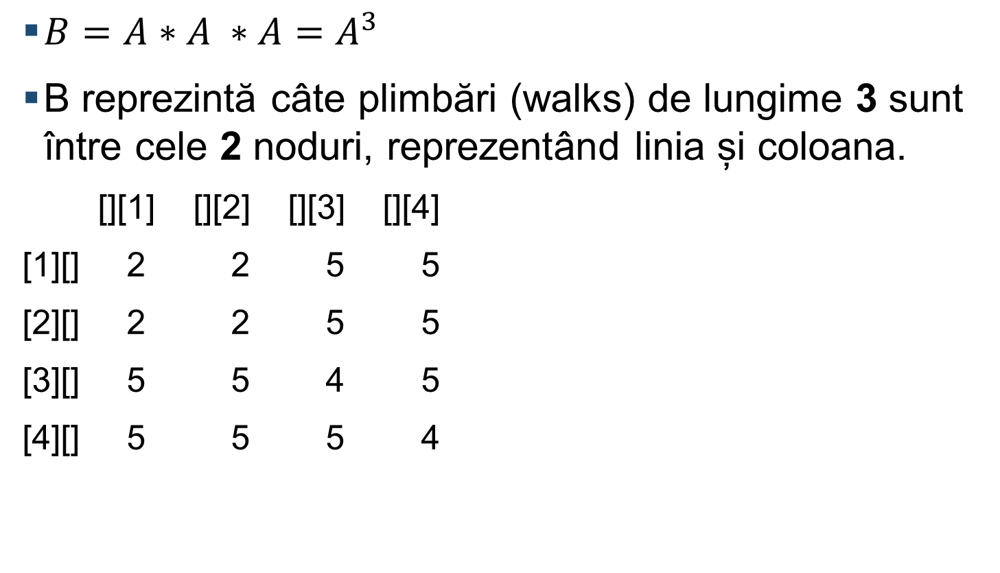 ▪ B = A ∗ A ∗ A = A³
▪ B reprezintă câte plimbări (walks) de lungime 3 sunt
între cele 2 noduri, reprezentând linia și coloana.
[][1] [][2] [][3] [][4]
[1][] 2 2 5 5
[2][] 2 2 5 5
[3][] 5 5 4 5
[4][] 5 5 5 4